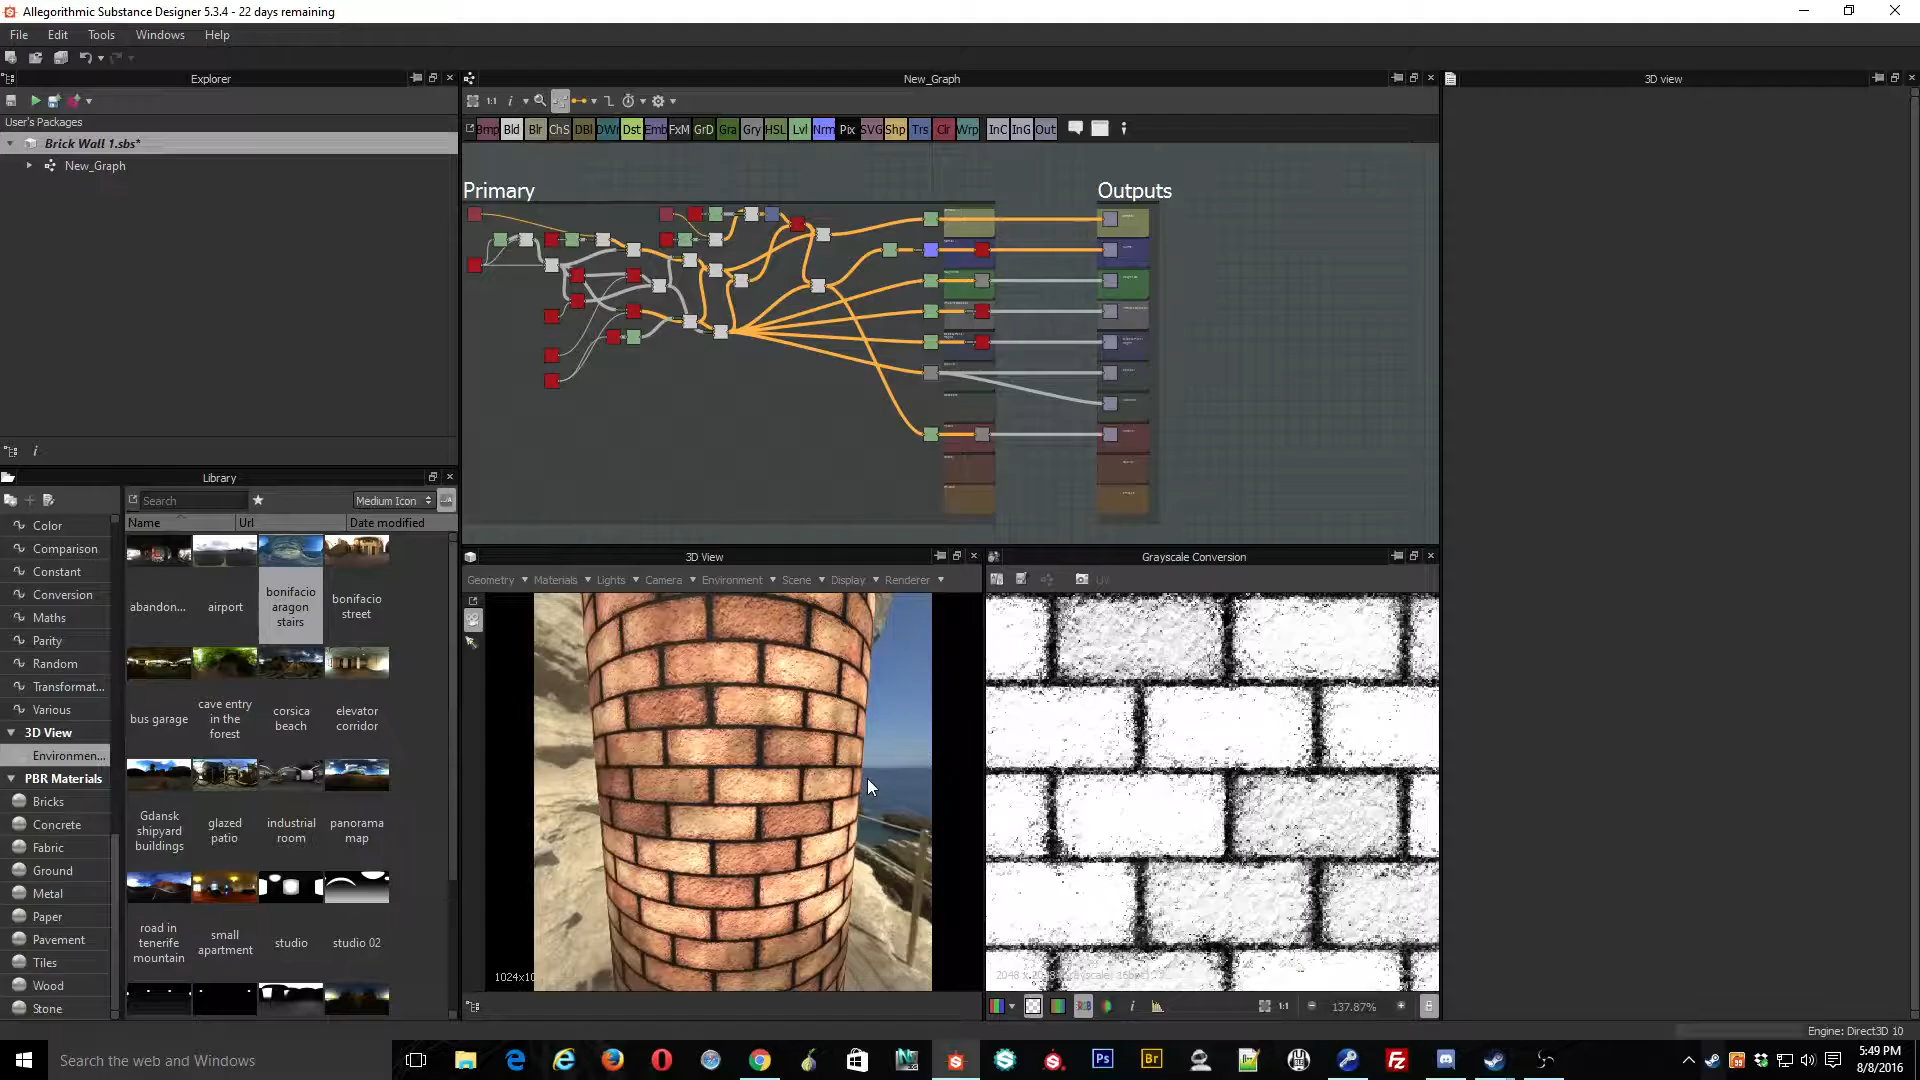 Allegorithmic Substance Designer 5.3.4 - 22 days remaining
File Edit Tools Windows Help
Explorer
New_Graph
3D view
1:1
User's Packages
Bmp Bld Blr ChS DBl DWr Dst Emb FxM GrD Gra Gry HSL Lvl Nrm Pix SVG Shp Trs Clr Wrp InC InG Out
Brick Wall 1.sbs*
New_Graph
Primary
Outputs
Library
Search
Medium Icon
Name Url Date modified
Color
Comparison
Constant
Conversion
Maths
Parity
Random
Transformat...
Various
3D View
Environmen...
PBR Materials
Bricks
Concrete
Fabric
Ground
Metal
Paper
Pavement
Tiles
Wood
Stone
abandon...
airport
bonifacio aragon stairs
bonifacio street
bus garage
cave entry in the forest
corsica beach
elevator corridor
Gdansk shipyard buildings
glazed patio
industrial room
panorama map
road in tenerife mountain
small apartment
studio
studio 02
3D View
Geometry Materials Lights Camera Environment Scene Display Renderer
Grayscale Conversion
UV
1:1
137.87%
Engine: Direct3D 10
Search the web and Windows
5:49 PM
8/8/2016